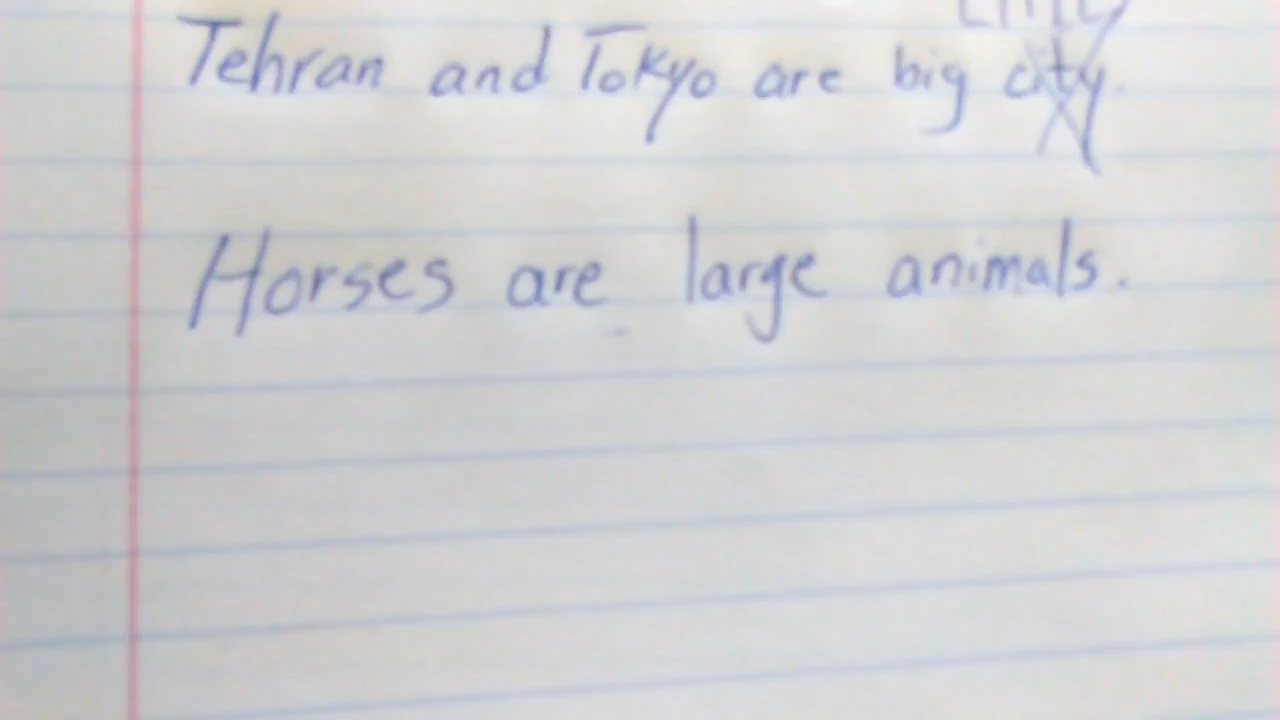 Tehran and Tokyo are big city.
Horses are large animals.